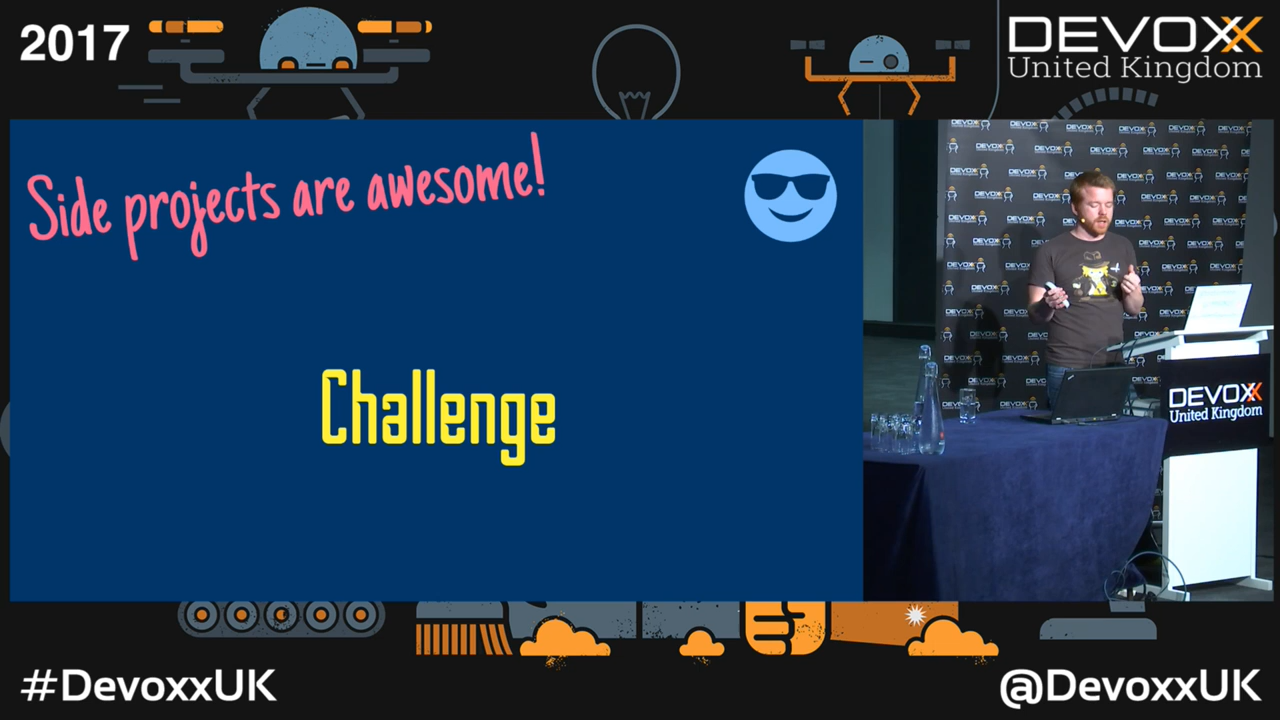 2017
DEVOXX
United Kingdom
Side projects are awesome!
Challenge
DEVOXX
United Kingdom
#DevoxxUK
@DevoxxUK